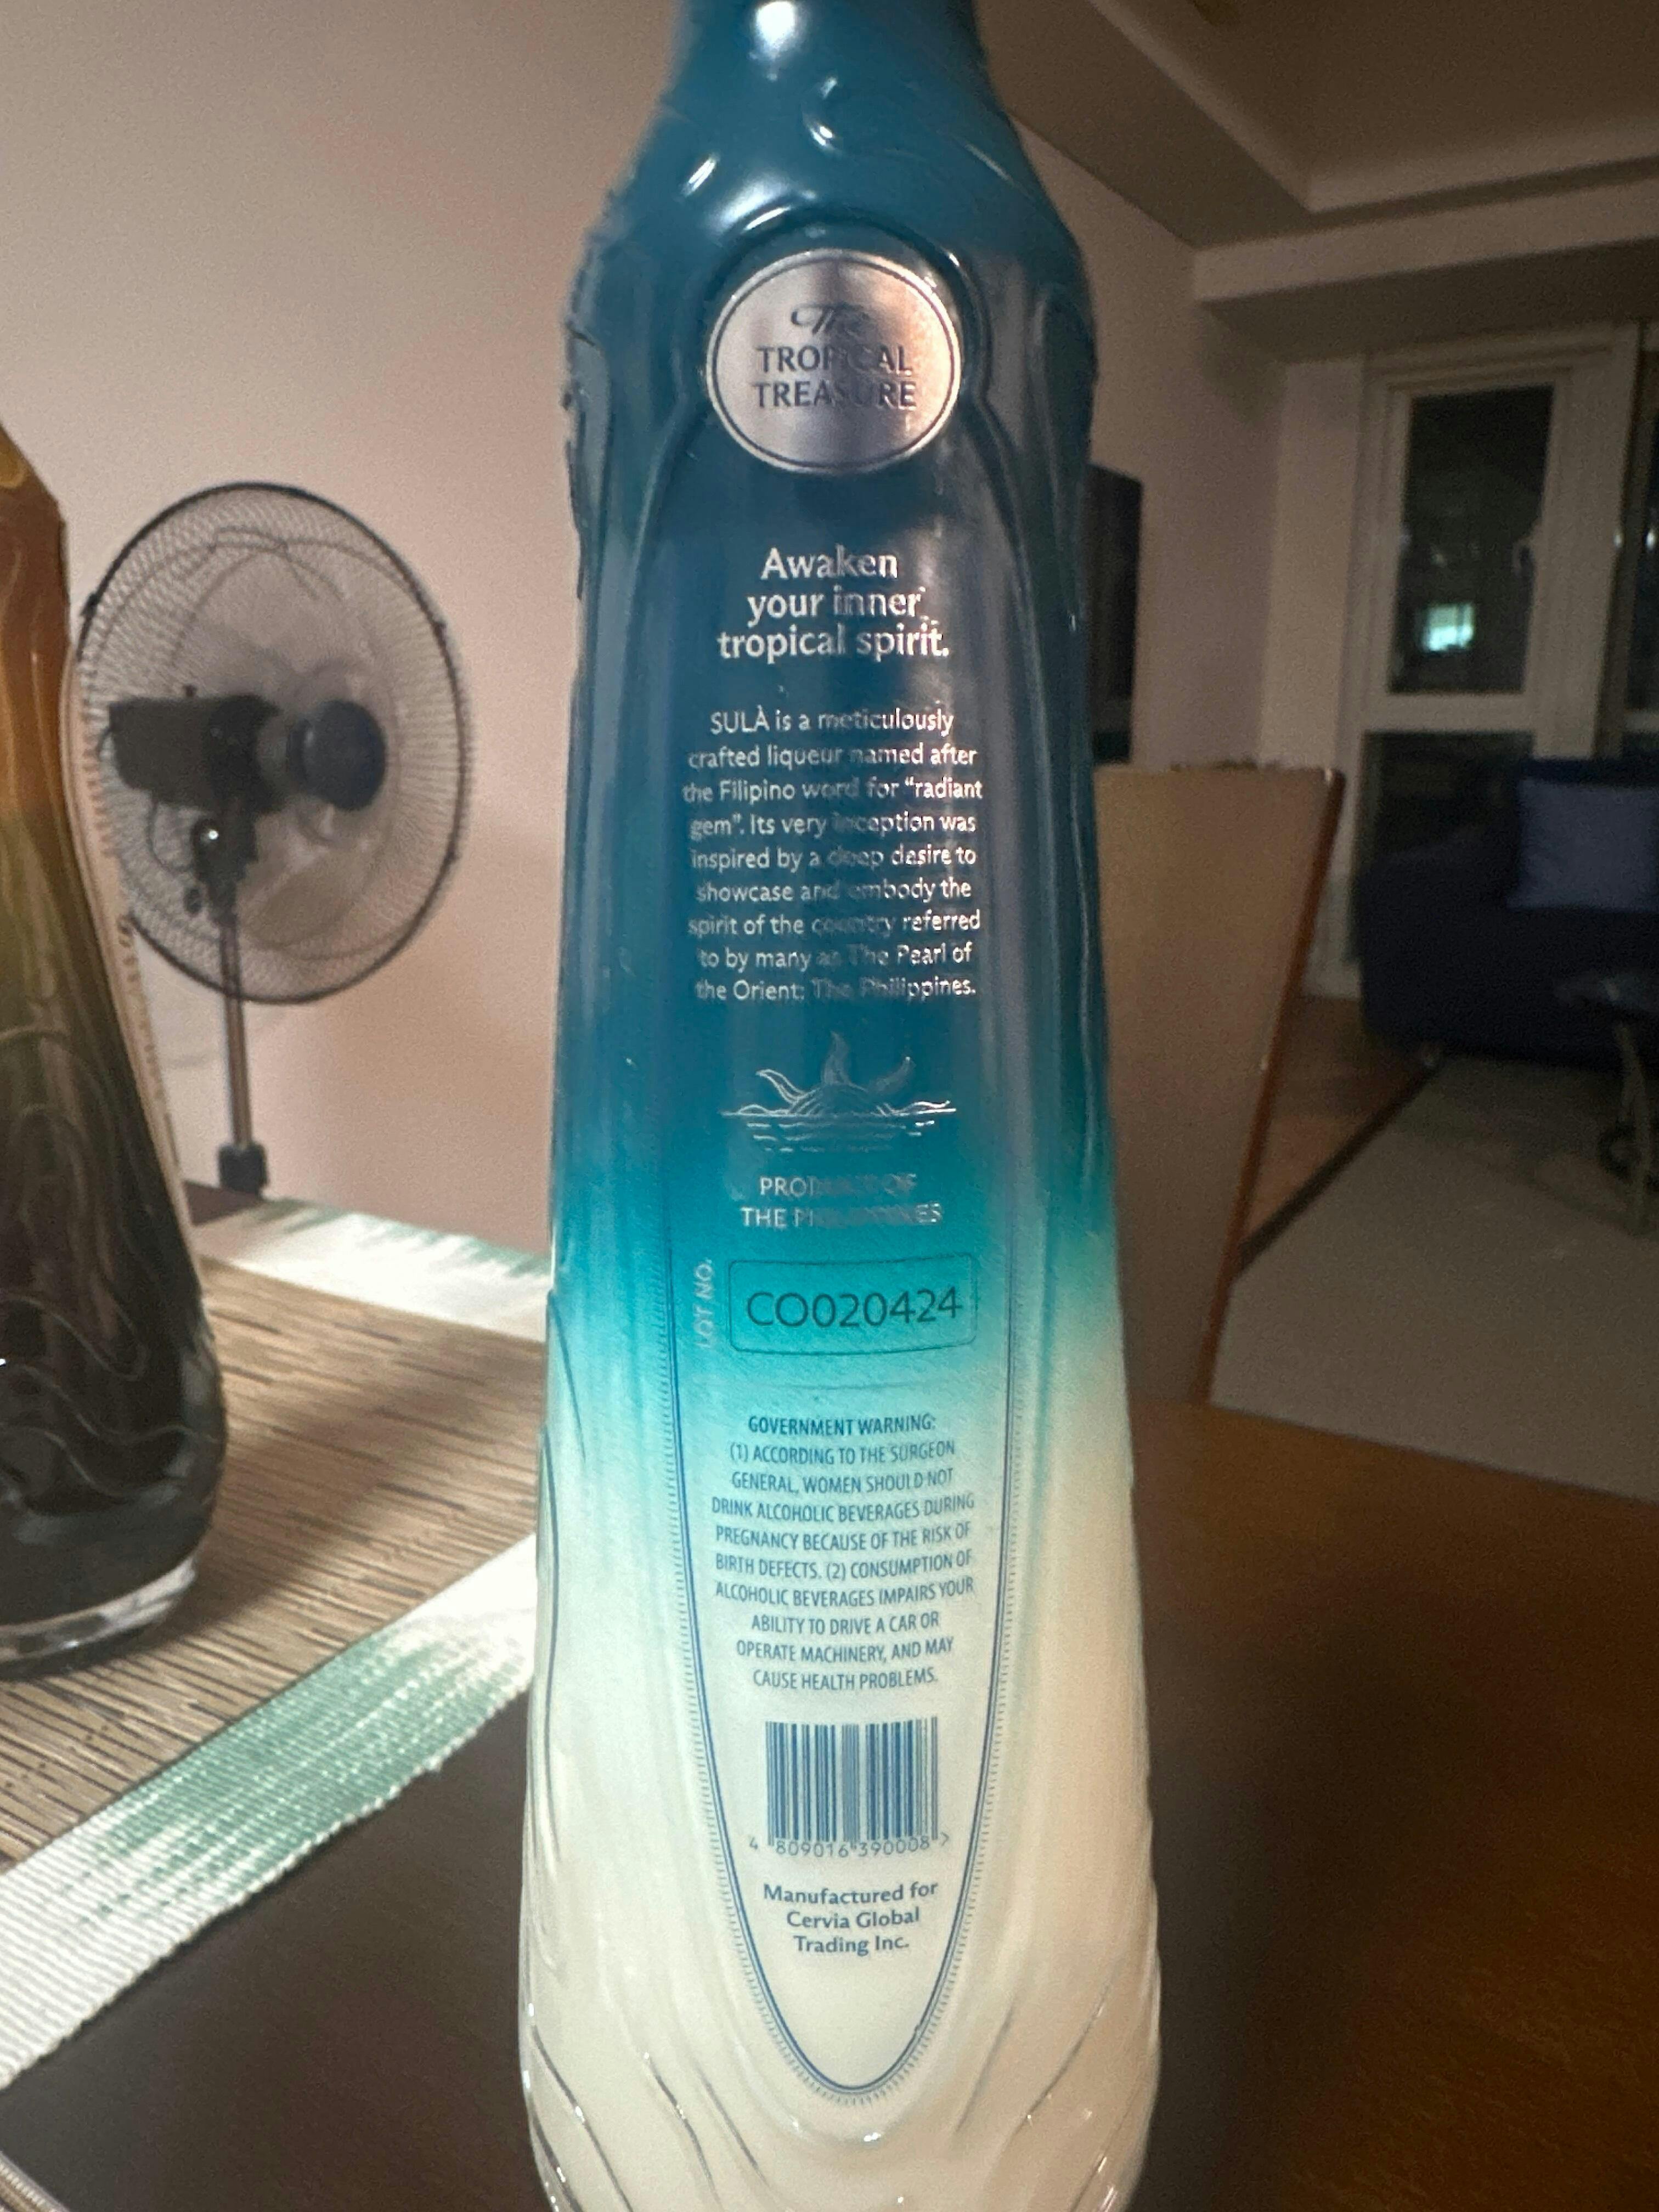 The
TROPICAL
TREASURE
Awaken
your inner
tropical spirit.
SULÀ is a meticulously
crafted liqueur named after
the Filipino word for “radiant
gem”. Its very inception was
inspired by a deep desire to
showcase and embody the
spirit of the country referred
to by many as The Pearl of
the Orient: The Philippines.
PRODUCT OF
THE PHILIPPINES
LOT NO.
CO020424
GOVERNMENT WARNING:
(1) ACCORDING TO THE SURGEON
GENERAL, WOMEN SHOULD NOT
DRINK ALCOHOLIC BEVERAGES DURING
PREGNANCY BECAUSE OF THE RISK OF
BIRTH DEFECTS. (2) CONSUMPTION OF
ALCOHOLIC BEVERAGES IMPAIRS YOUR
ABILITY TO DRIVE A CAR OR
OPERATE MACHINERY, AND MAY
CAUSE HEALTH PROBLEMS.
4 809016 390008 >
Manufactured for
Cervia Global
Trading Inc.